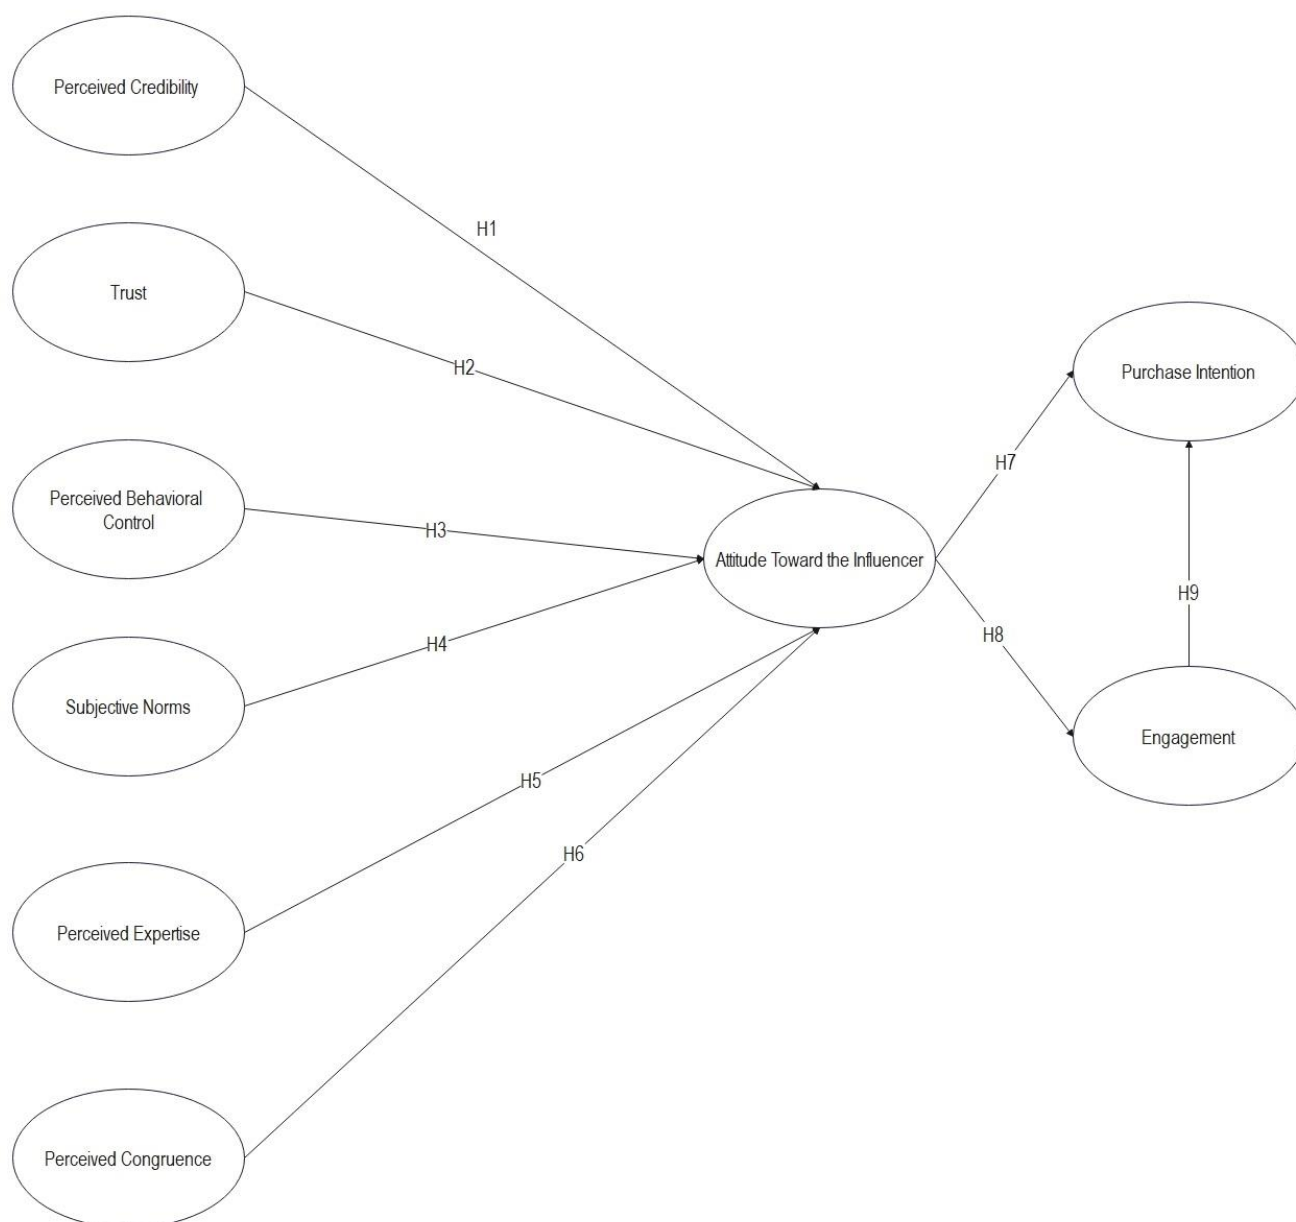 Perceived Credibility
H1
Trust
H2
Purchase Intention
H7
Perceived Behavioral
Control
H3
Attitude Toward the Influencer
H9
H8
H4
Subjective Norms
Engagement
H5
H6
Perceived Expertise
Perceived Congruence